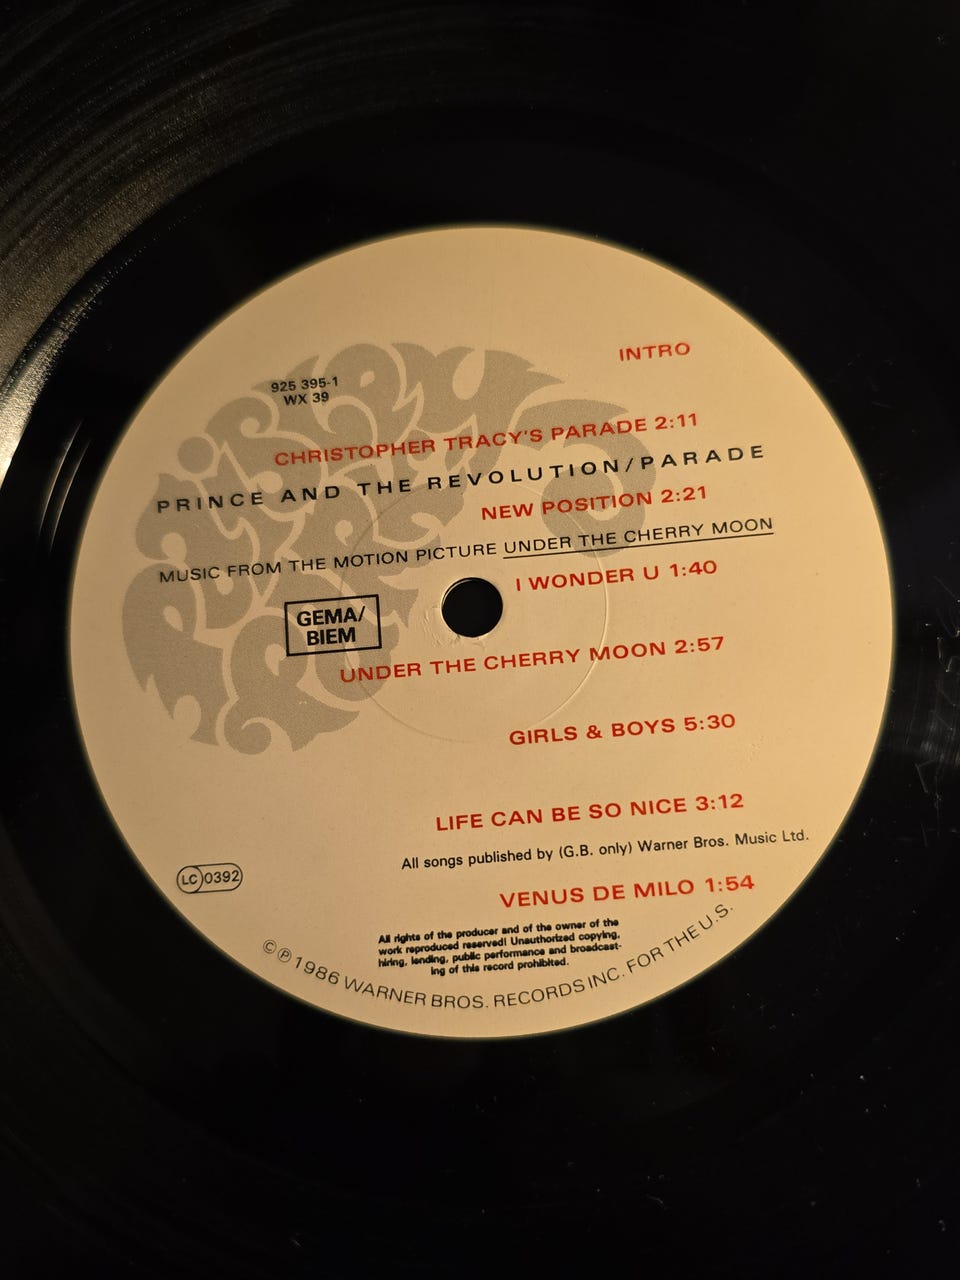 INTRO
925 395-1
WX 39
CHRISTOPHER TRACY'S PARADE 2:11
PRINCE AND THE REVOLUTION/PARADE
NEW POSITION 2:21
MUSIC FROM THE MOTION PICTURE UNDER THE CHERRY MOON
I WONDER U 1:40
GEMA/
BIEM
UNDER THE CHERRY MOON 2:57
GIRLS & BOYS 5:30
LIFE CAN BE SO NICE 3:12
All songs published by (G.B. only) Warner Bros. Music Ltd.
LC 0392
VENUS DE MILO 1:54
All rights of the producer and of the owner of the
work reproduced reserved! Unauthorized copying,
hiring, lending, public performance and broadcast-
ing of this record prohibited.
©℗ 1986 WARNER BROS. RECORDS INC. FOR THE U.S.